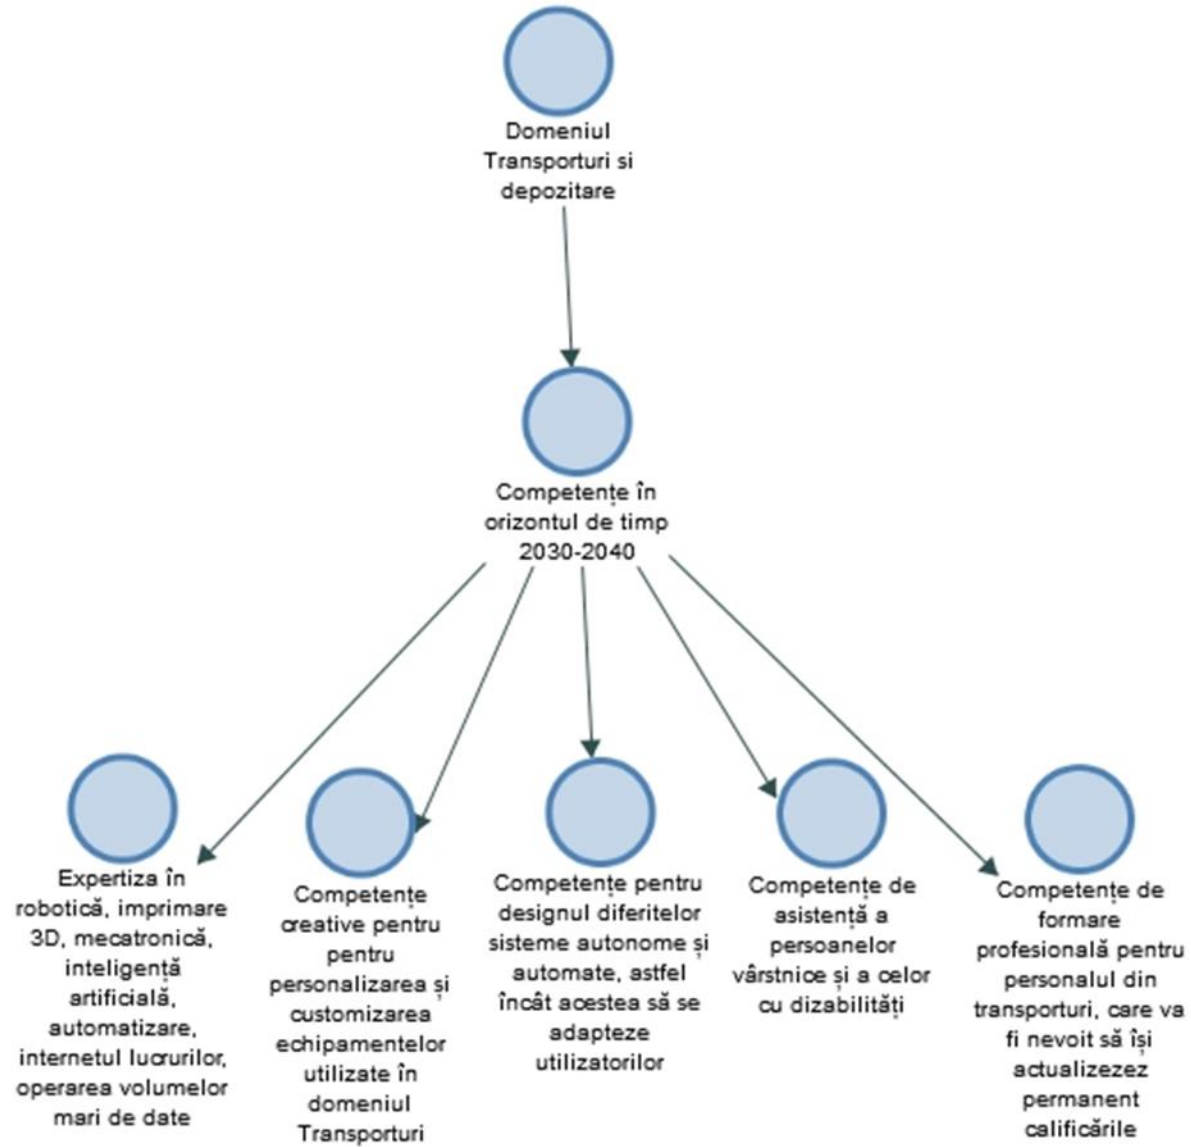 Domeniul
Transporturi si
depozitare
Competențe în
orizontul de timp
2030-2040
Expertiza în
robotică, imprimare
3D, mecatronică,
inteligență
artificială,
automatizare,
internetul lucrurilor,
operarea volumelor
mari de date
Competențe
creative pentru
pentru
personalizarea și
customizarea
echipamentelor
utilizate în
domeniul
Transporturi
Competențe pentru
designul diferitelor
sisteme autonome și
automate, astfel
încât acestea să se
adapteze
utilizatorilor
Competențe de
asistență a
persoanelor
vârstnice și a celor
cu dizabilități
Competențe de
formare
profesională pentru
personalul din
transporturi, care va
fi nevoit să își
actualizezez
permanent
calificările